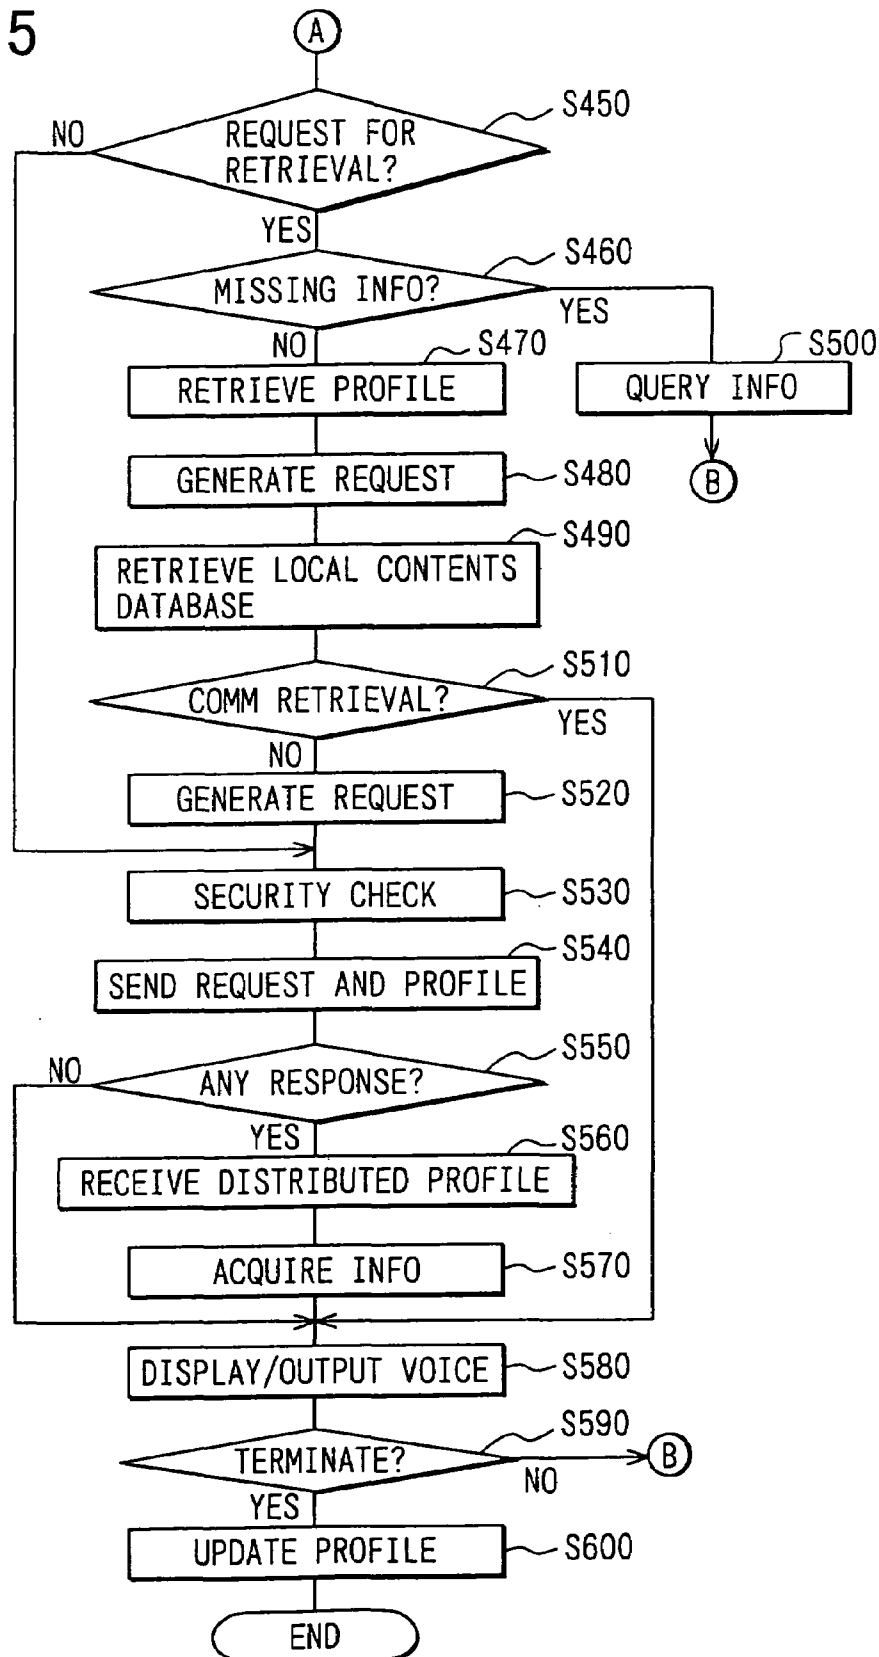 5
A
S450
NO
REQUEST FOR
RETRIEVAL?
YES
S460
MISSING INFO?
YES
NO
S470
S500
RETRIEVE PROFILE
QUERY INFO
GENERATE REQUEST
S480
B
S490
RETRIEVE LOCAL CONTENTS
DATABASE
S510
COMM RETRIEVAL?
YES
NO
GENERATE REQUEST
S520
SECURITY CHECK
S530
S540
SEND REQUEST AND PROFILE
S550
NO
ANY RESPONSE?
YES
S560
RECEIVE DISTRIBUTED PROFILE
ACQUIRE INFO
S570
DISPLAY/OUTPUT VOICE
S580
S590
TERMINATE?
B
NO
YES
UPDATE PROFILE
S600
END